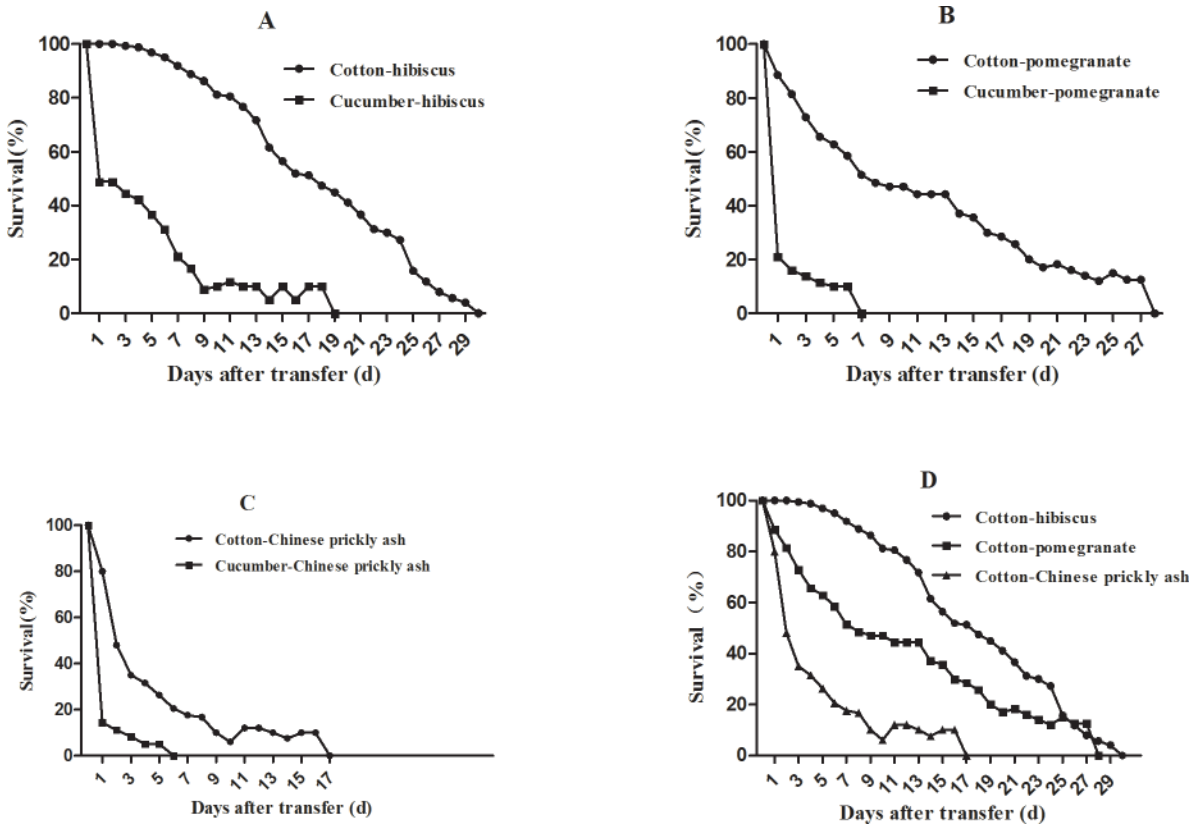 A
100
80
60
40
20
0
Survival(%)
Cotton-hibiscus
Cucumber-hibiscus
1 3 5 7 9 11 13 15 17 19 21 23 25 27 29
Days after transfer (d)
B
100
80
60
40
20
0
Survival(%)
Cotton-pomegranate
Cucumber-pomegranate
1 3 5 7 9 11 13 15 17 19 21 23 25 27
Days after transfer (d)
C
100
80
60
40
20
0
Survival(%)
Cotton-Chinese prickly ash
Cucumber-Chinese prickly ash
1 3 5 7 9 11 13 15 17
Days after transfer (d)
D
100
80
60
40
20
0
Survival （%）
Cotton-hibiscus
Cotton-pomegranate
Cotton-Chinese prickly ash
1 3 5 7 9 11 13 15 17 19 21 23 25 27 29
Days after transfer (d)